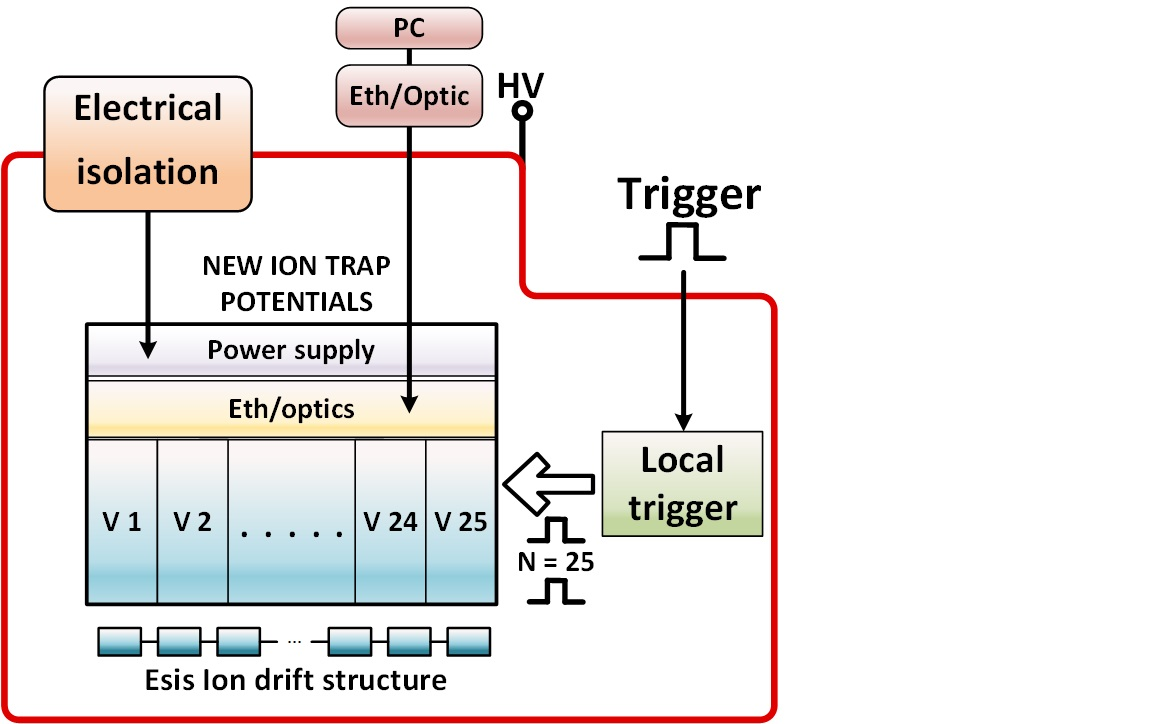 PC
Eth/Optic
HV
Electrical
isolation
Trigger
NEW ION TRAP
POTENTIALS
Power supply
Eth/optics
Local
trigger
V 1
V 2
. . . . .
V 24
V 25
N = 25
...
Esis Ion drift structure